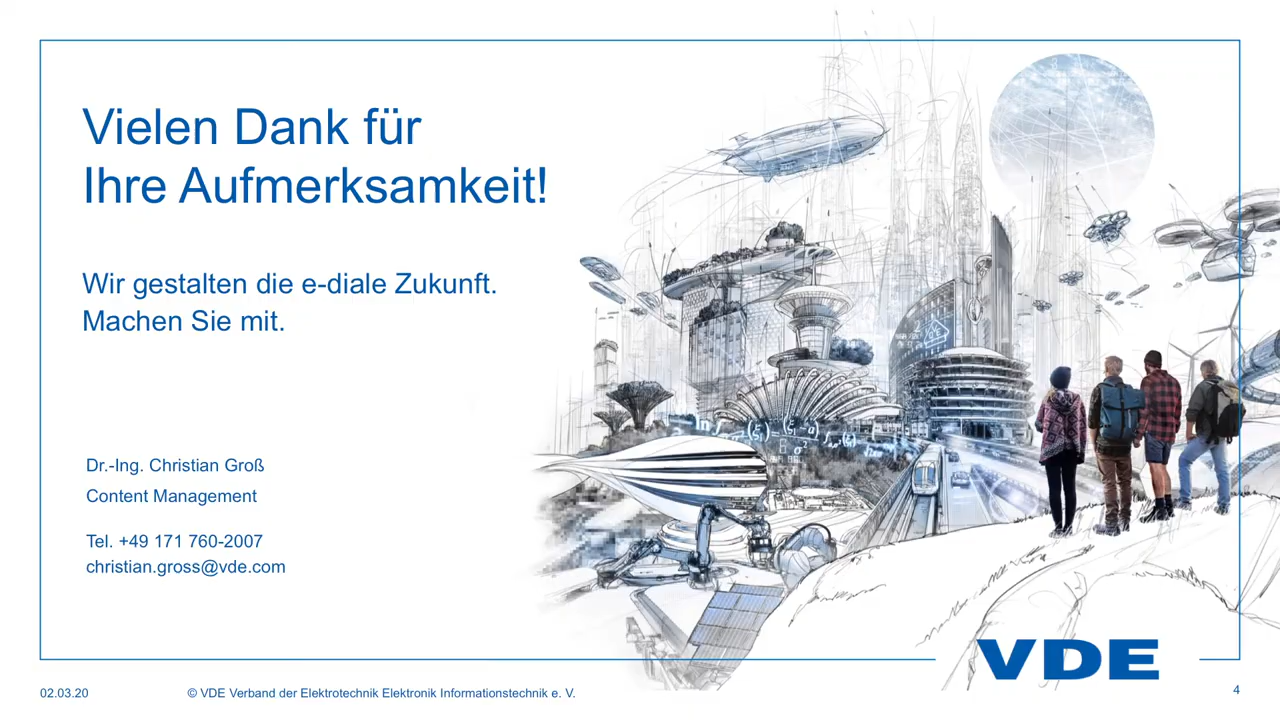 Vielen Dank für
Ihre Aufmerksamkeit!
Wir gestalten die e-diale Zukunft.
Machen Sie mit.
Dr.-Ing. Christian Groß
Content Management
Tel. +49 171 760-2007
christian.gross@vde.com
VDE
02.03.20
© VDE Verband der Elektrotechnik Elektronik Informationstechnik e. V.
4